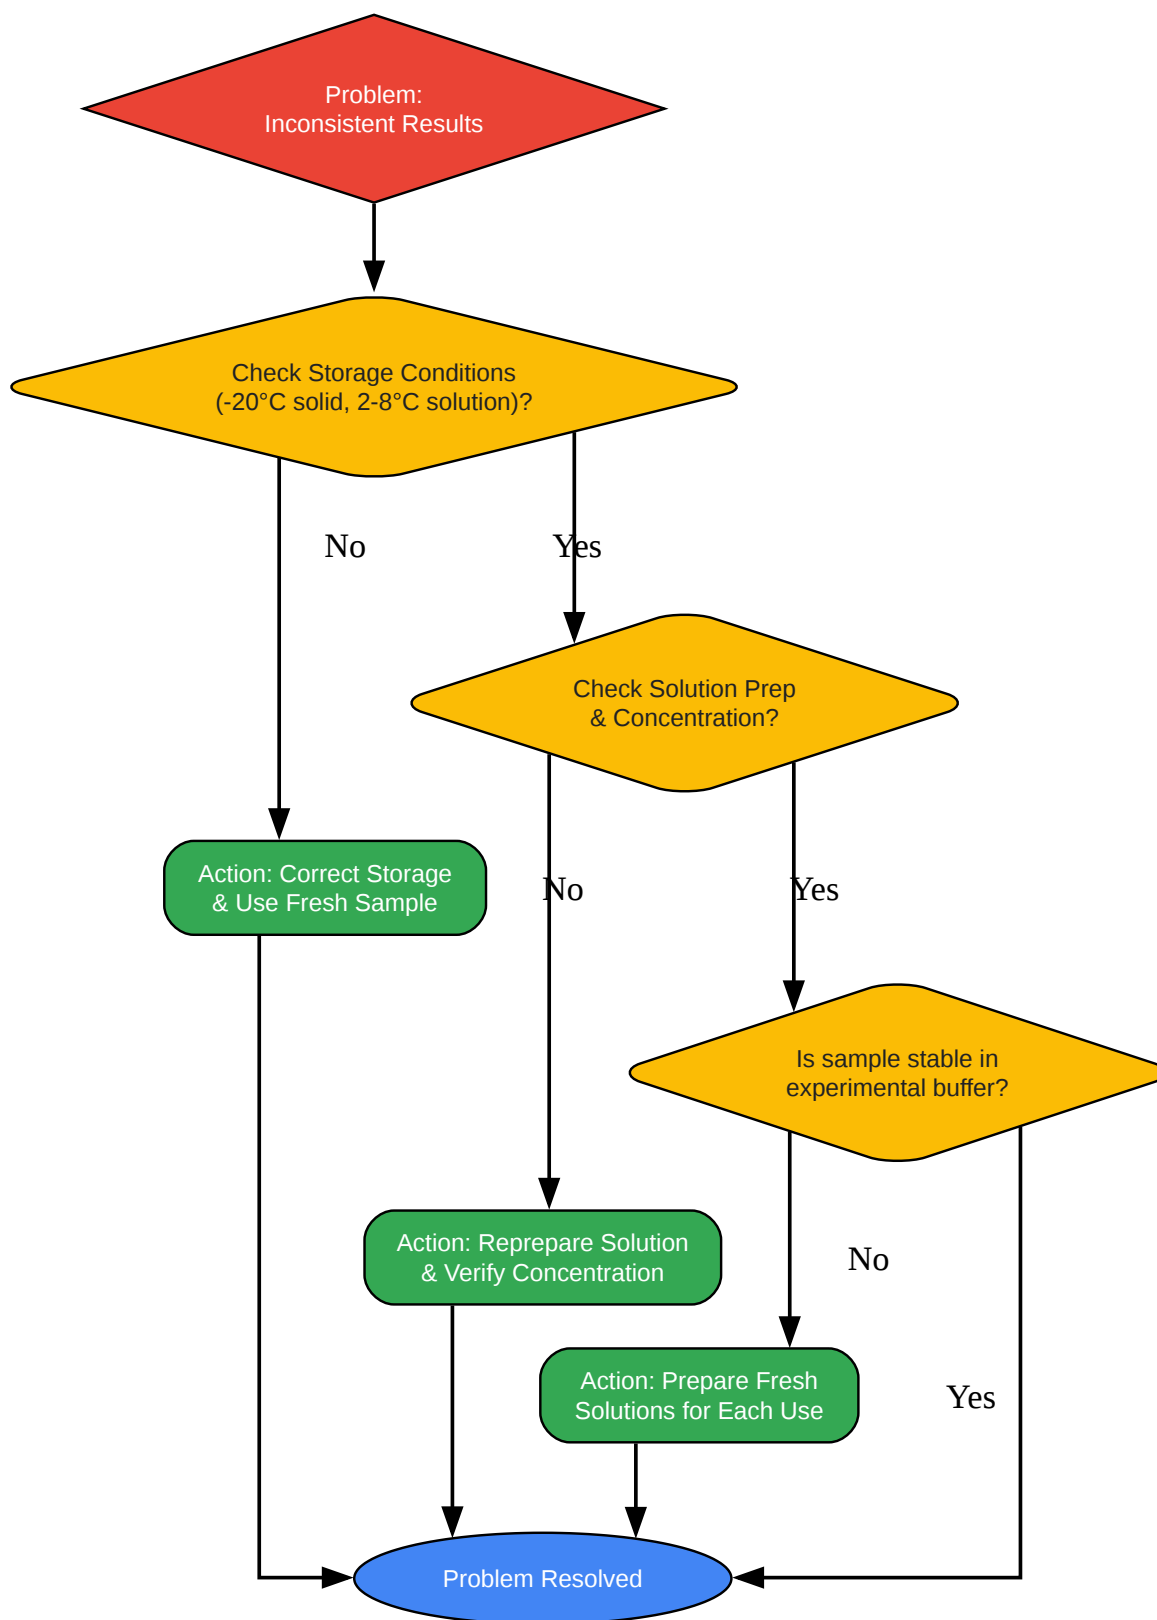 Problem:
Inconsistent Results
Check Storage Conditions
(-20°C solid, 2-8°C solution)?
No
Yes
Check Solution Prep
& Concentration?
Action: Correct Storage
& Use Fresh Sample
No
Yes
Is sample stable in
experimental buffer?
Action: Reprepare Solution
& Verify Concentration
No
Action: Prepare Fresh
Solutions for Each Use
Yes
Problem Resolved